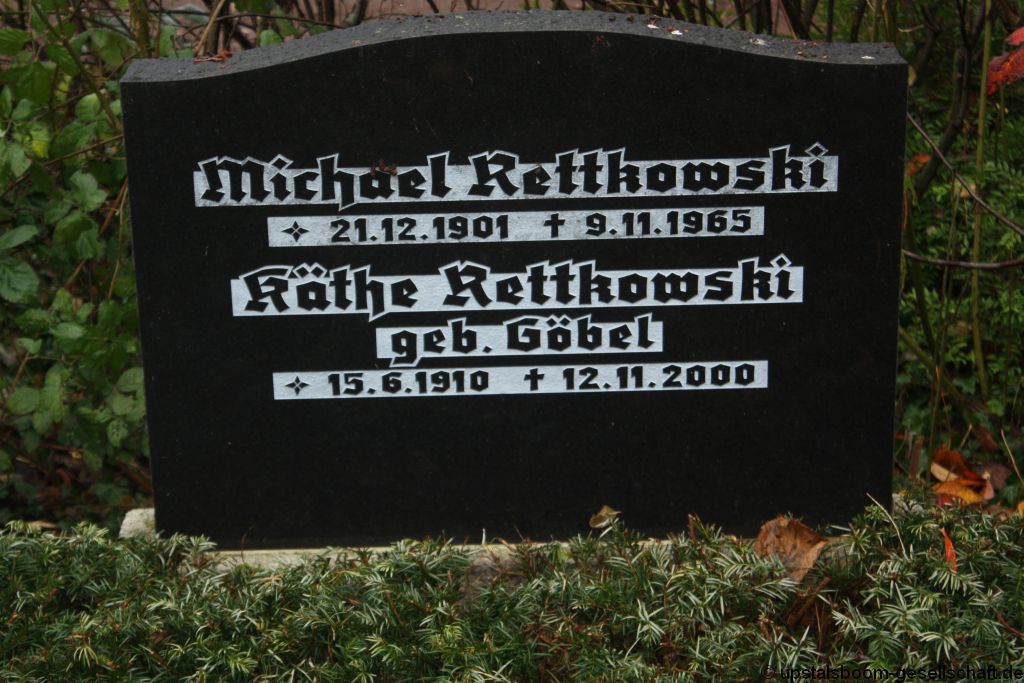 Michael Rettkowski
✧ 21.12.1901 ✝ 9.11.1965
Käthe Rettkowski
geb. Göbel
✧ 15.6.1910 ✝ 12.11.2000
© upstalsboom-gesellschaft.de